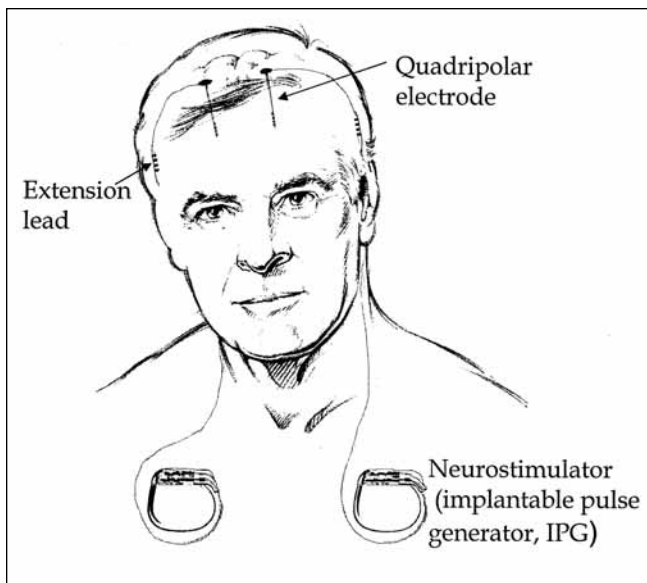 Quadripolar
electrode
Extension
lead
Neurostimulator
(implantable pulse
generator, IPG)